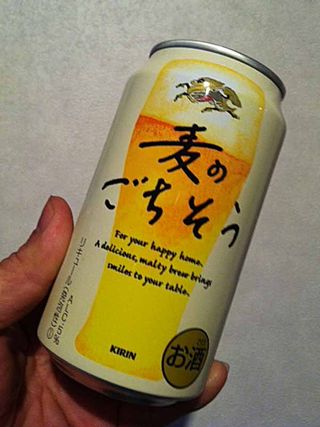 麦の
ごちそう
For your happy home.
A delicious, malty brew brings
smiles to your table.
KIRIN
お酒